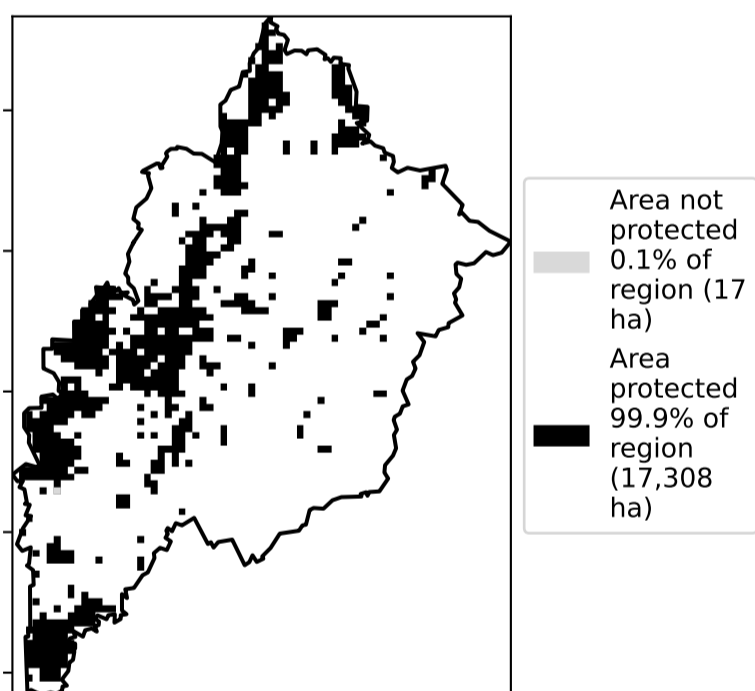 Area not
protected
0.1% of
region (17
ha)
Area
protected
99.9% of
region
(17,308
ha)